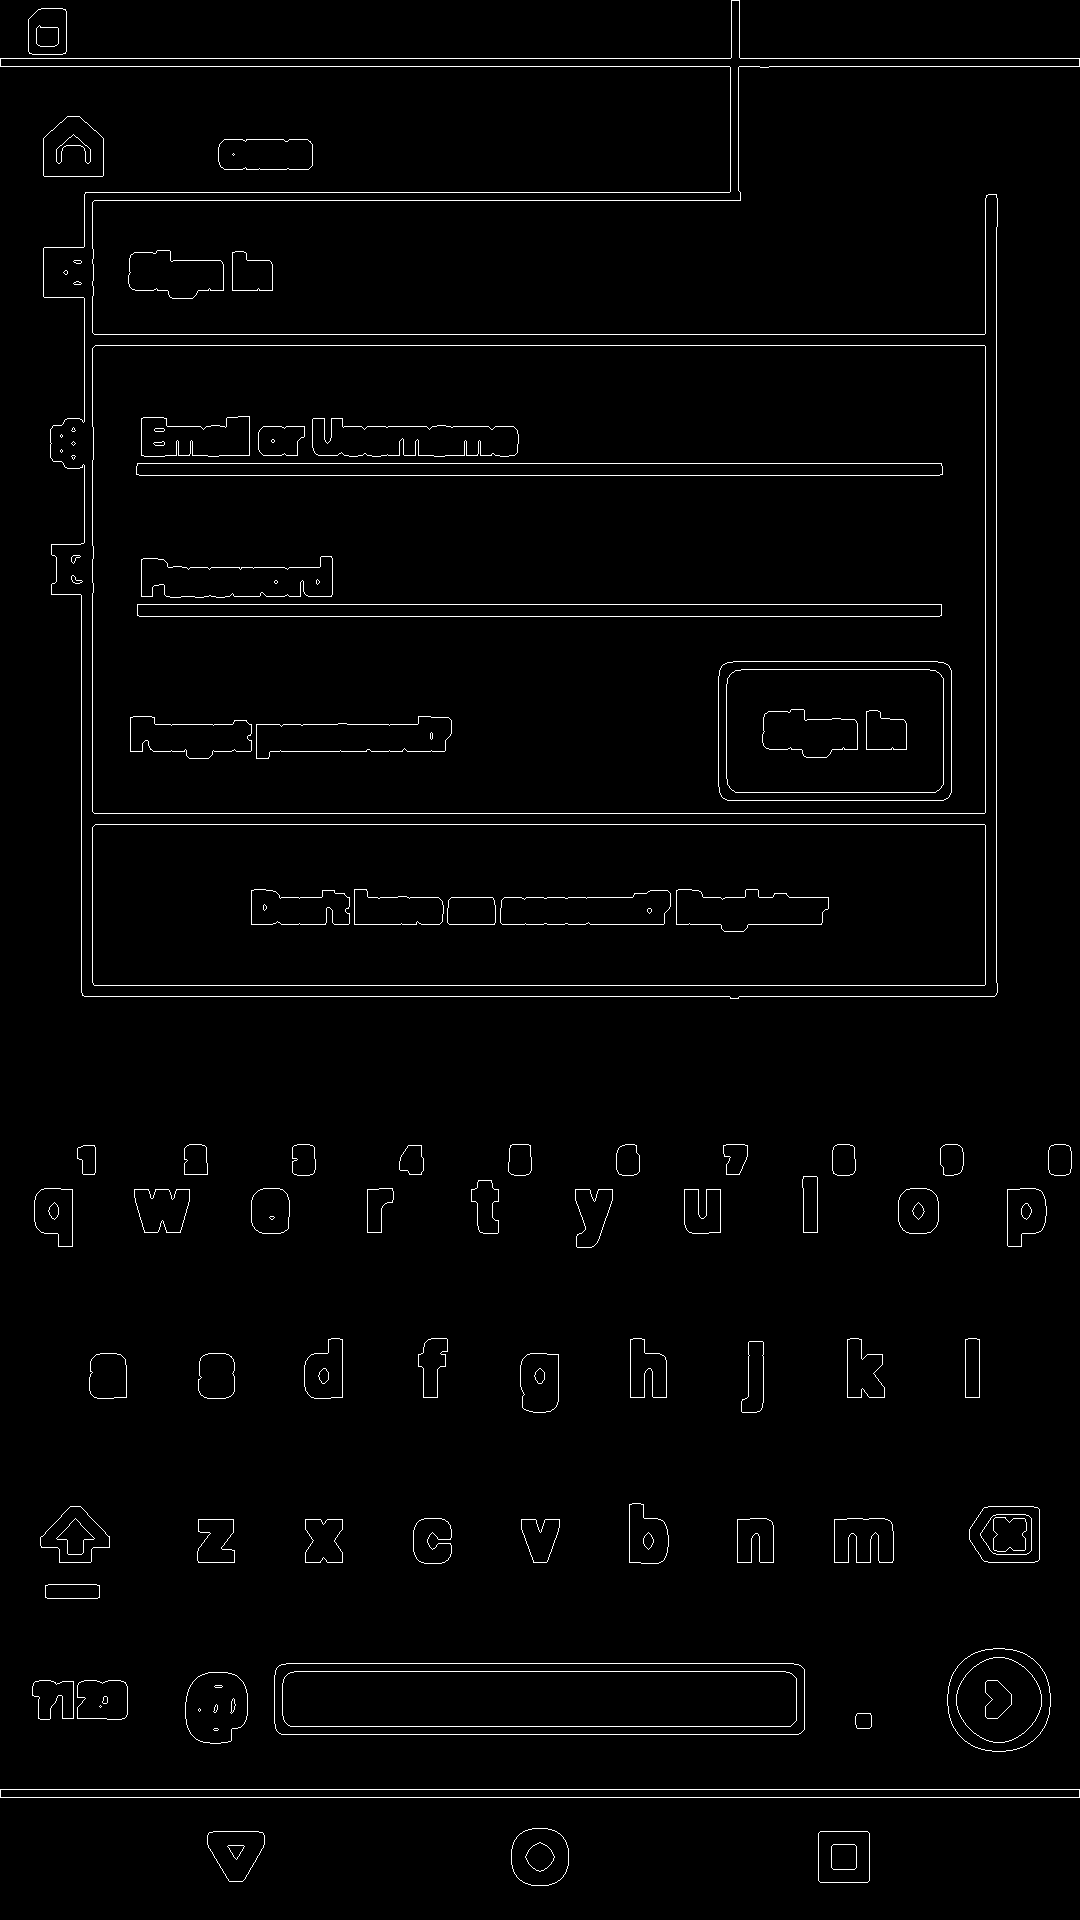 Sign In
Email or Username
Password
Forgot password?
Sign In
Don't have an account? Register
1 2 3 4 5 6 7 8 9 0
q w e r t y u i o p
a s d f g h j k l
z x c v b n m
?123 @ .